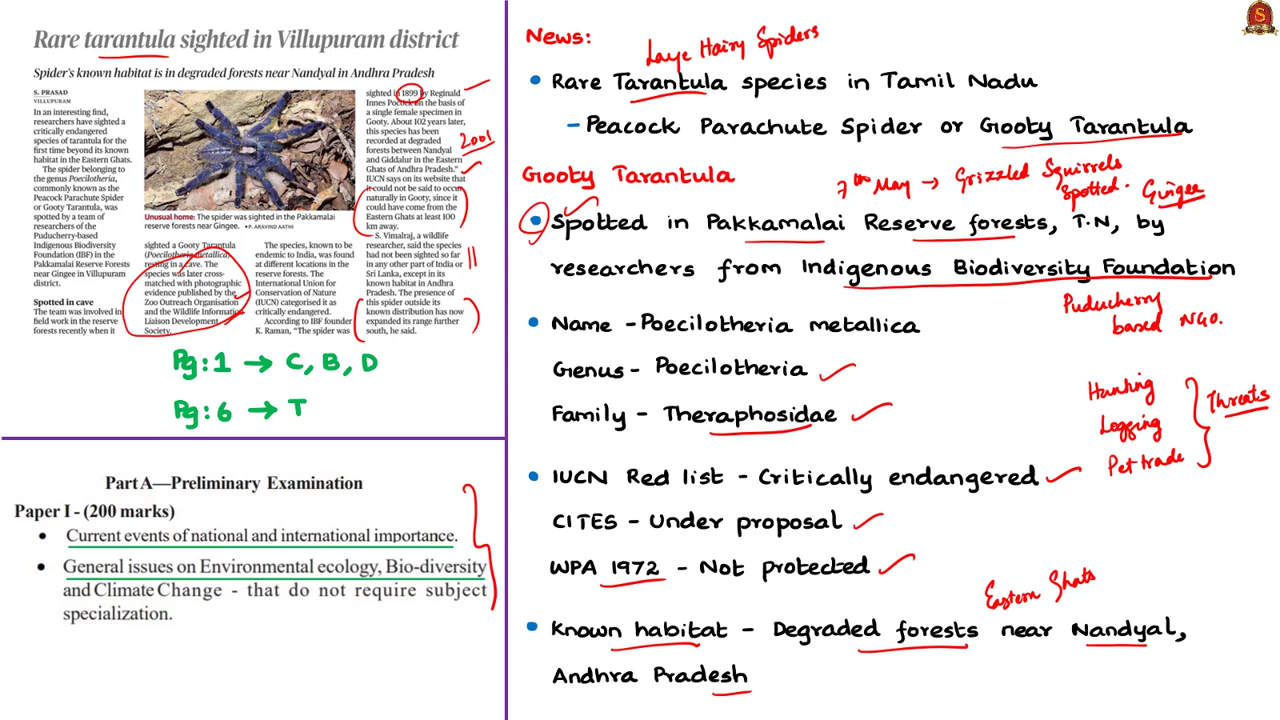 Rare tarantula sighted in Villupuram district
Spider's known habitat is in degraded forests near Nandyal in Andhra Pradesh
S. PRASAD
VILLUPURAM
In an interesting find,
researchers have sighted a
critically endangered
species of tarantula for the
first time beyond its known
habitat in the Eastern Ghats.
The spider belonging to
the genus Poecilotheria,
commonly known as the
Peacock Parachute Spider
or Gooty Tarantula, was
spotted by a team of
researchers of the
Puducherry-based
Indigenous Biodiversity
Foundation (IBF) in the
Pakkamalai Reserve Forests
near Gingee in Villupuram
district.
Spotted in cave
The team was involved in
field work in the reserve
forests recently when it
Unusual home: The spider was sighted in the Pakkamalai
reserve forests near Gingee. •P. ARAVIND AATHI
sighted a Gooty Tarantula
(Poecilotheria metallica)
resting in a cave. The
species was later cross-
matched with photographic
evidence published by the
Zoo Outreach Organisation
and the Wildlife Information
Liaison Development
Society.
The species, known to be
endemic to India, was found
at different locations in the
reserve forests. The
International Union for
Conservation of Nature
(IUCN) categorised it as
critically endangered.
According to IBF founder
K. Raman, "The spider was
sighted in 1899 by Reginald
Innes Pocock on the basis of
a single female specimen in
Gooty. About 102 years later,
this species has been
recorded at degraded
forests between Nandyal
and Giddalur in the Eastern
Ghats of Andhra Pradesh."
IUCN says on its website that
it could not be said to occur
naturally in Gooty, since it
could have come from the
Eastern Ghats at least 100
km away.
S. Vimalraj, a wildlife
researcher, said the species
had not been sighted so far
in any other part of India or
Sri Lanka, except in its
known habitat in Andhra
Pradesh. The presence of
this spider outside its
known distribution has now
expanded its range further
south, he said.
2001
Pg:1 → C, B, D
Pg:6 → T
Part A—Preliminary Examination
Paper I - (200 marks)
• Current events of national and international importance.
• General issues on Environmental ecology, Bio-diversity
and Climate Change - that do not require subject
specialization.
News:
Large Hairy Spiders
• Rare Tarantula species in Tamil Nadu
- Peacock Parachute Spider or Gooty Tarantula
Gooty Tarantula
7th May → Grizzled Squirrels
spotted. Gingee
• Spotted in Pakkamalai Reserve forests, T.N, by
researchers from Indigenous Biodiversity Foundation
Puducherry
based NGO.
• Name - Poecilotheria metallica
Genus - Poecilotheria
Family - Theraphosidae
Hunting
Logging
Pet trade
Threats
• IUCN Red list - Critically endangered
CITES - Under proposal
WPA 1972 - Not protected
Eastern Ghats
• Known habitat - Degraded forests near Nandyal,
Andhra Pradesh